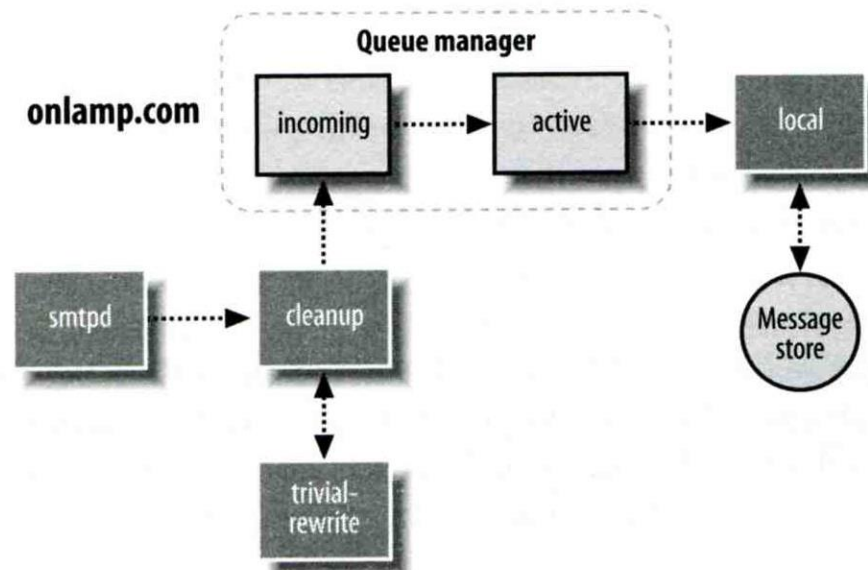 Queue manager
onlamp.com
incoming
active
local
smtpd
cleanup
Message
store
trivial-
rewrite